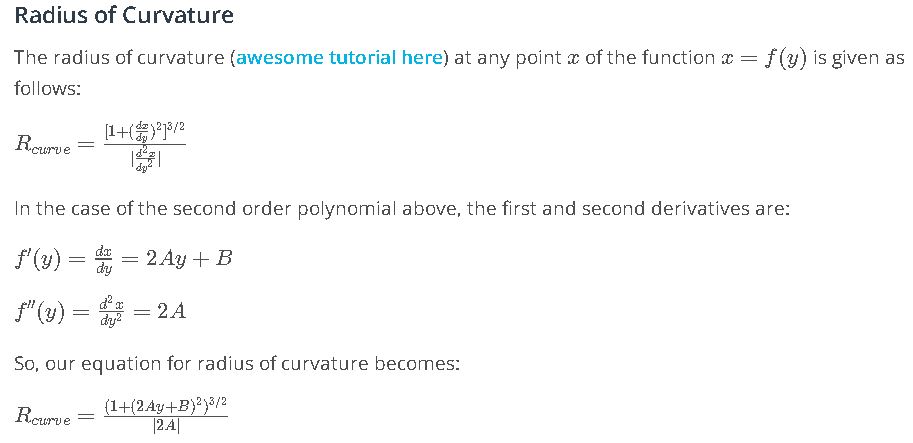 Radius of Curvature
The radius of curvature (awesome tutorial here) at any point x of the function x = f(y) is given as
follows:
R_{curve} = \frac{[1+(\frac{dx}{dy})^2]^{3/2}}{|\frac{d^2x}{dy^2}|}
In the case of the second order polynomial above, the first and second derivatives are:
f'(y) = \frac{dx}{dy} = 2Ay + B
f''(y) = \frac{d^2x}{dy^2} = 2A
So, our equation for radius of curvature becomes:
R_{curve} = \frac{(1+(2Ay+B)^2)^{3/2}}{|2A|}